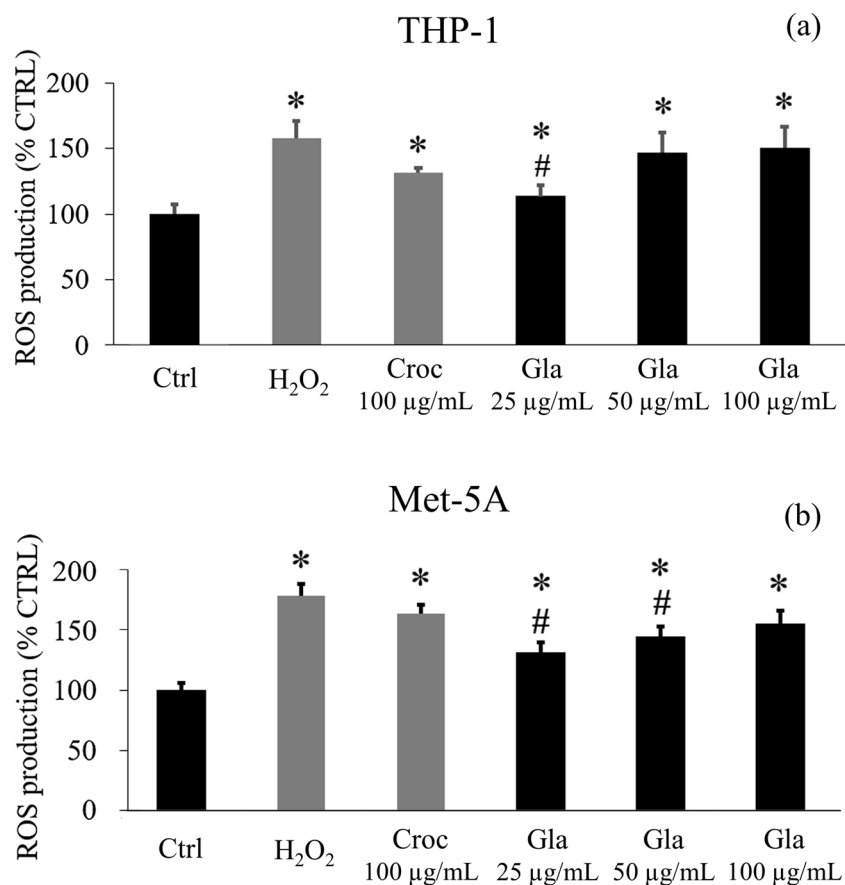 THP-1
(a)
ROS production (% CTRL)
200
150
100
50
0
* * * * *
#
Ctrl H₂O₂ Croc Gla Gla Gla
100 µg/mL 25 µg/mL 50 µg/mL 100 µg/mL
Met-5A
(b)
ROS production (% CTRL)
200
150
100
50
0
* * * * *
# #
Ctrl H₂O₂ Croc Gla Gla Gla
100 µg/mL 25 µg/mL 50 µg/mL 100 µg/mL